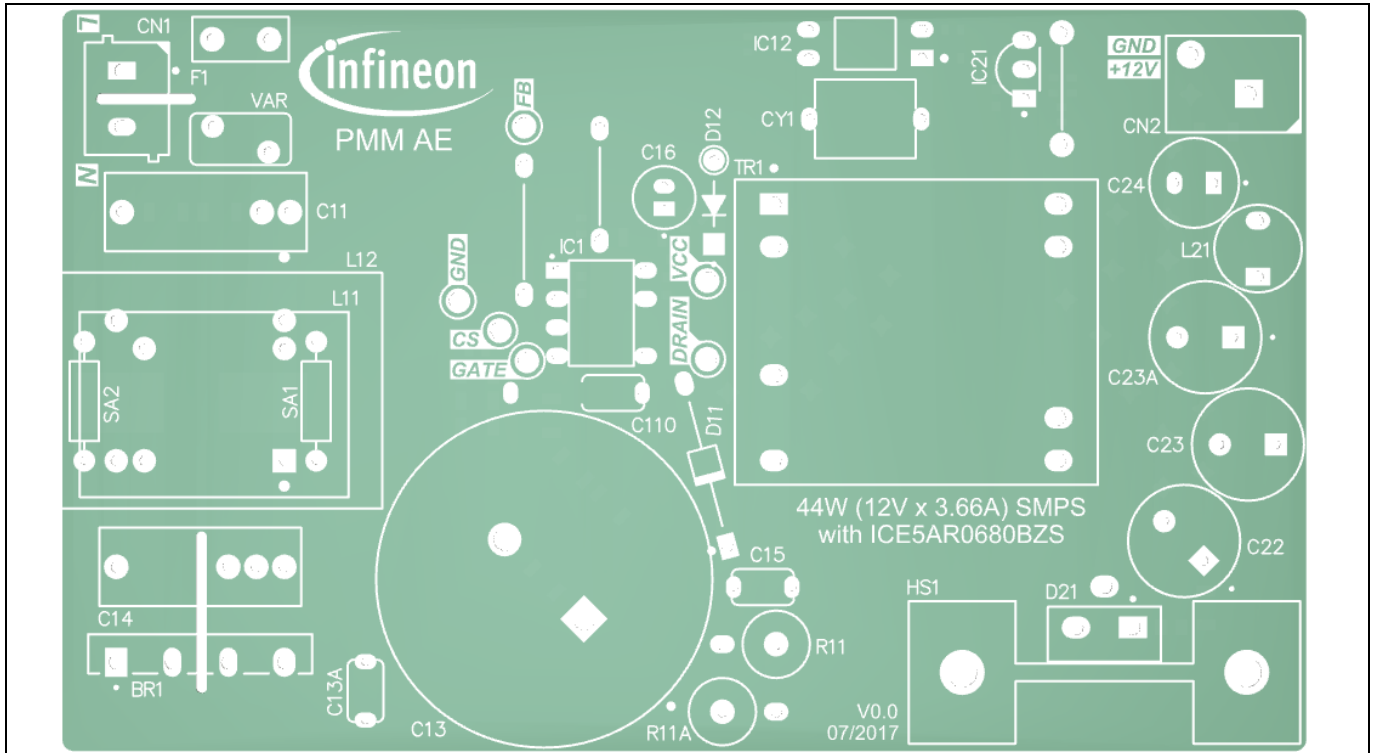 L
CN1
F1
infineon
PMM AE
VAR
N
C11
L12
L11
SA2
SA1
C14
BR1
C13A
C13
FB
GND
CS
GATE
IC1
C110
C16
D12
VCC
DRAIN
D11
C15
R11
R11A
IC12
CY1
IC21
TR1
GND
+12V
CN2
C24
L21
C23A
C23
C22
44W (12V x 3.66A) SMPS
with ICE5AR0680BZS
HS1
D21
V0.0
07/2017